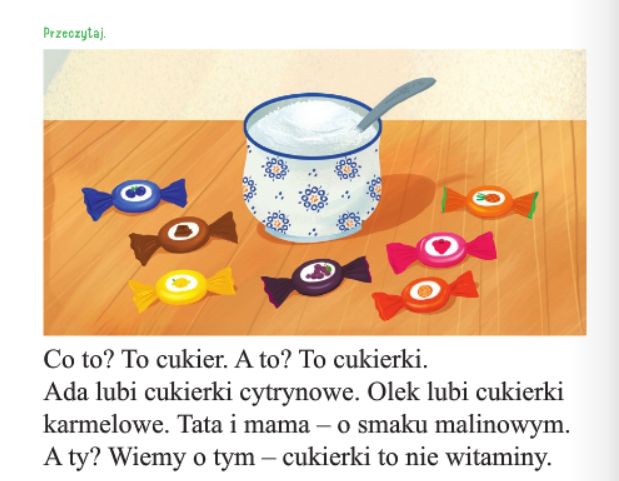 Przeczytaj.
Co to? To cukier. A to? To cukierki.
Ada lubi cukierki cytrynowe. Olek lubi cukierki
karmelowe. Tata i mama – o smaku malinowym.
A ty? Wiemy o tym – cukierki to nie witaminy.